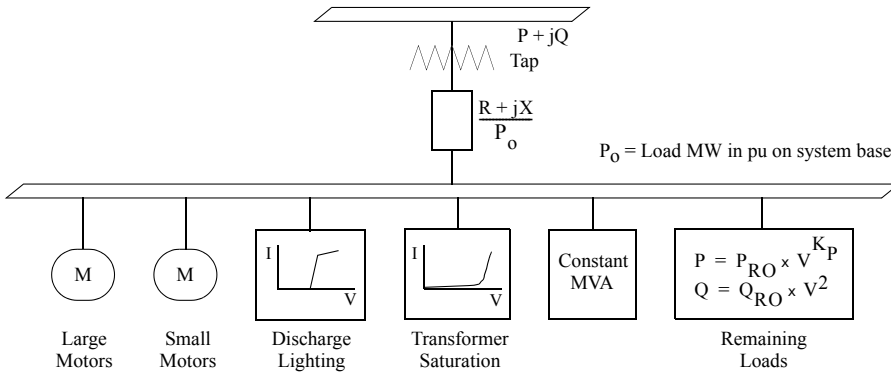 P + jQ
Tap
R + jX
P_o
P_o = Load MW in pu on system base
M
M
I
V
I
V
Constant
MVA
P = P_RO × V^K_P
Q = Q_RO × V^2
Large
Motors
Small
Motors
Discharge
Lighting
Transformer
Saturation
Remaining
Loads